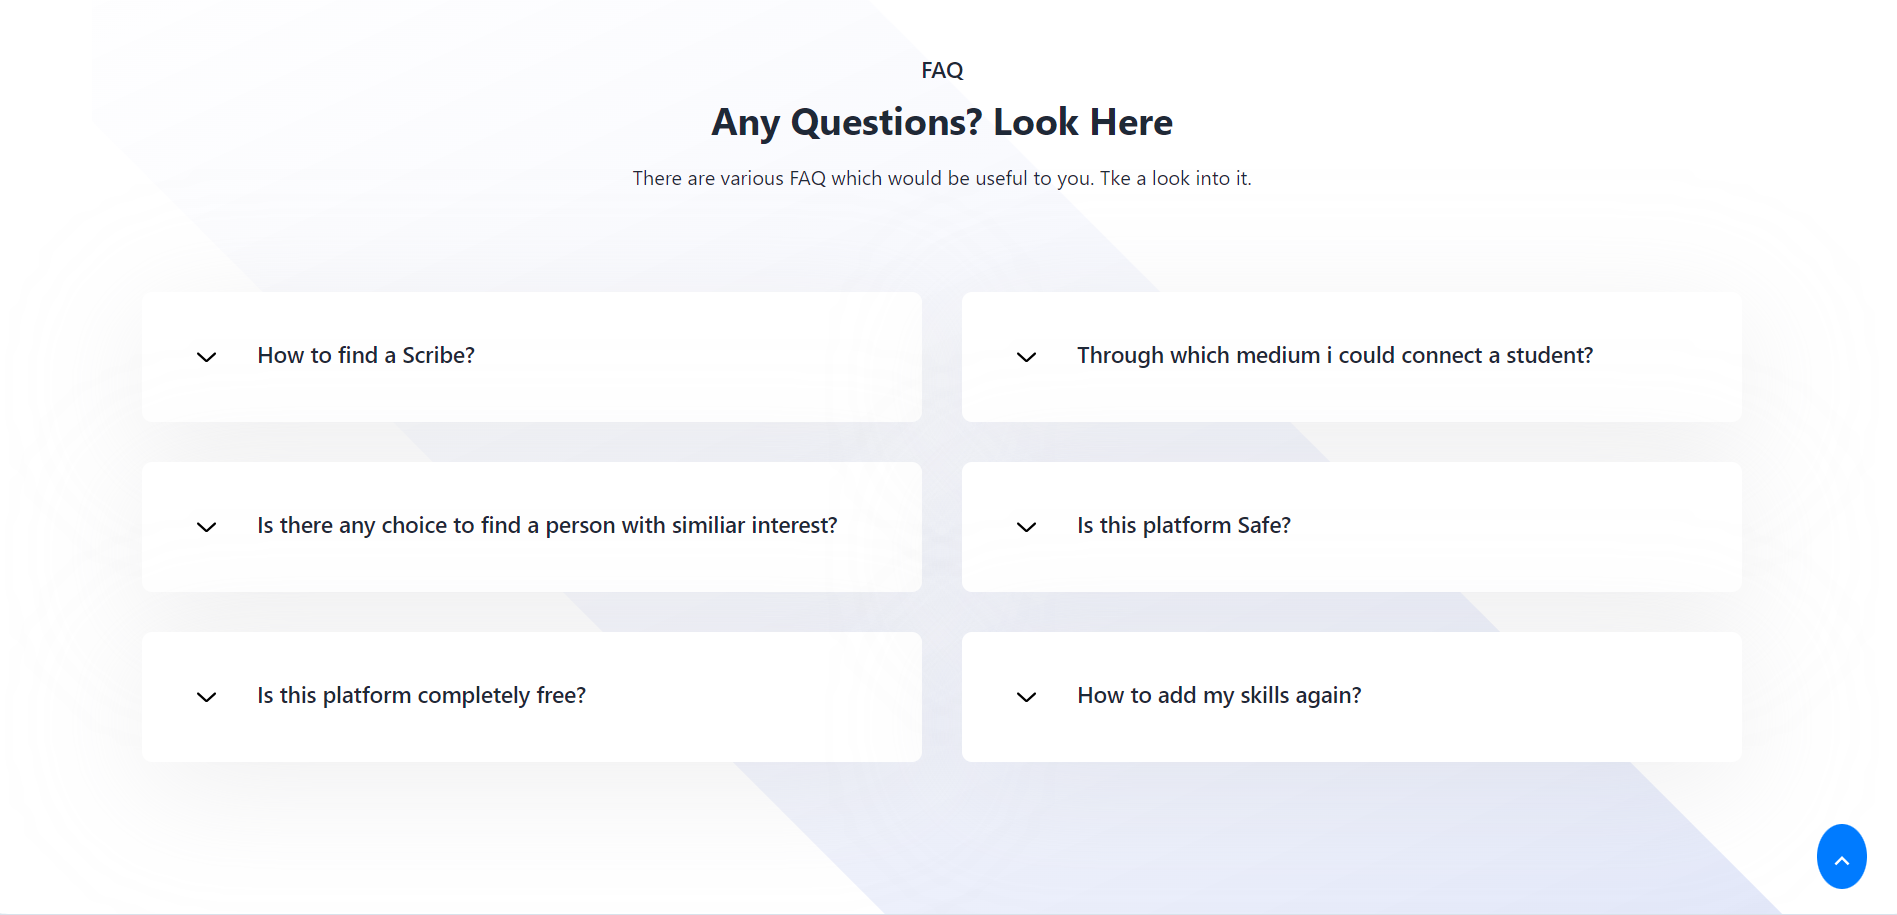 FAQ
Any Questions? Look Here
There are various FAQ which would be useful to you. Tke a look into it.
How to find a Scribe?
Through which medium i could connect a student?
Is there any choice to find a person with similiar interest?
Is this platform Safe?
Is this platform completely free?
How to add my skills again?